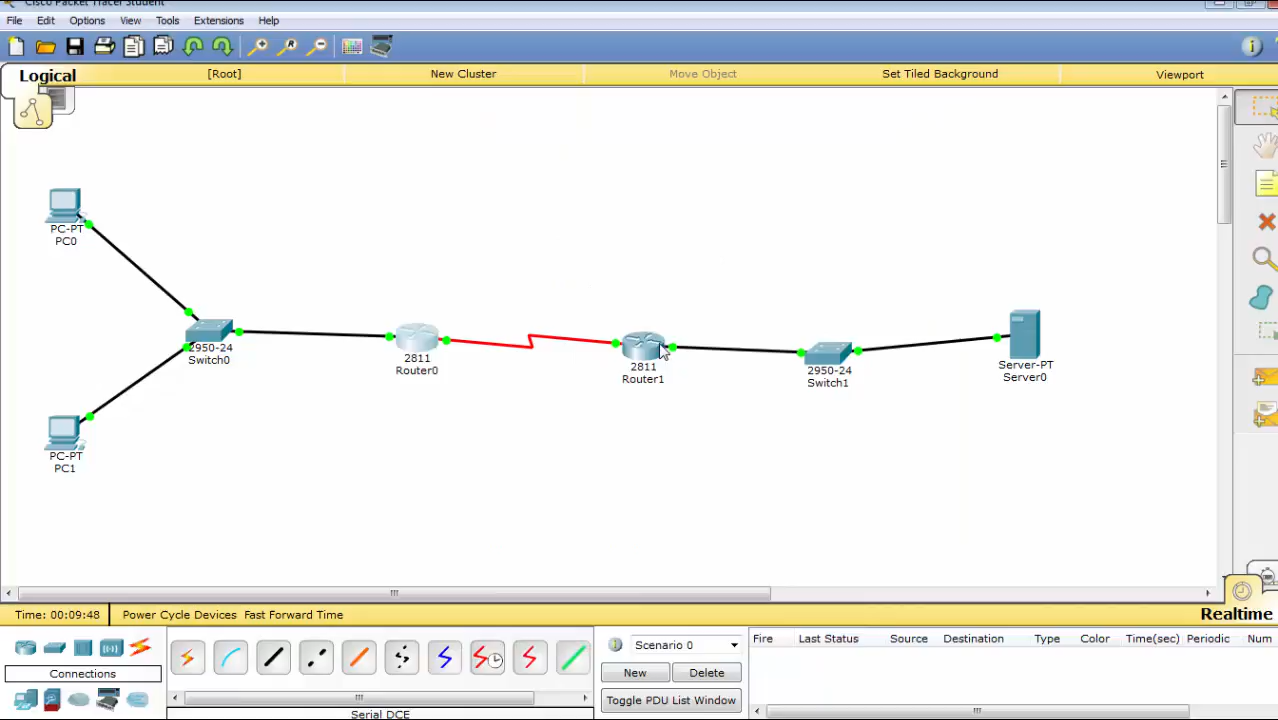 Cisco Packet Tracer Student
File Edit Options View Tools Extensions Help
Logical [Root] New Cluster Move Object Set Tiled Background Viewport
PC-PT
PC0
2950-24
Switch0
2811
Router0
2811
Router1
2950-24
Switch1
Server-PT
Server0
PC-PT
PC1
Time: 00:09:48 Power Cycle Devices Fast Forward Time
Realtime
Connections
Scenario 0
New Delete
Toggle PDU List Window
Fire Last Status Source Destination Type Color Time(sec) Periodic Num
Serial DCE